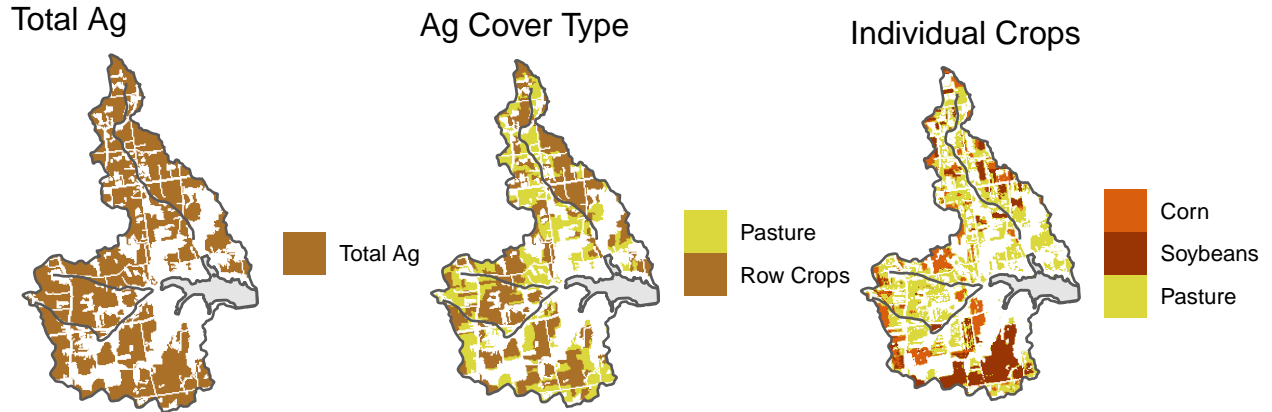 Total Ag
Ag Cover Type
Individual Crops
Total Ag
Pasture
Row Crops
Corn
Soybeans
Pasture